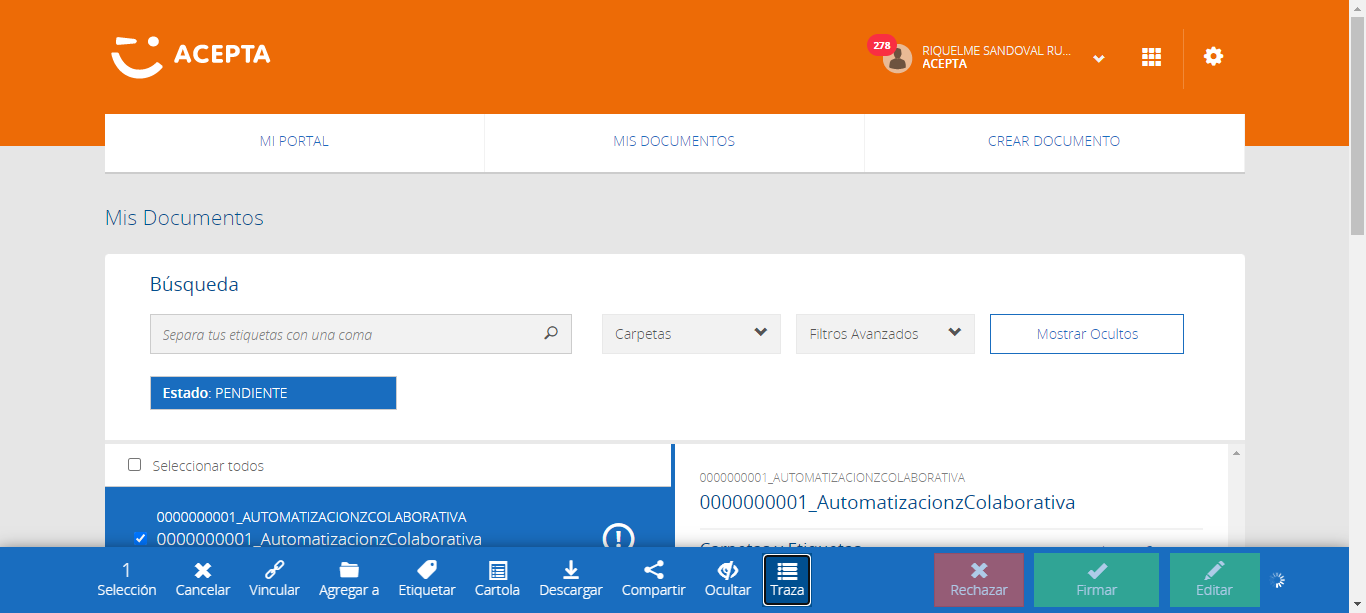 ACEPTA
278
RIQUELME SANDOVAL RU...
ACEPTA
MI PORTAL
MIS DOCUMENTOS
CREAR DOCUMENTO
Mis Documentos
Búsqueda
Separa tus etiquetas con una coma
Carpetas
Filtros Avanzados
Mostrar Ocultos
Estado: PENDIENTE
Seleccionar todos
0000000001_AUTOMATIZACIONZCOLABORATIVA
0000000001_AutomatizacionzColaborativa
0000000001_AUTOMATIZACIONZCOLABORATIVA
0000000001_AutomatizacionzColaborativa
Carpetas y Etiquetas
1
Selección
Cancelar
Vincular
Agregar a
Etiquetar
Cartola
Descargar
Compartir
Ocultar
Traza
Rechazar
Firmar
Editar